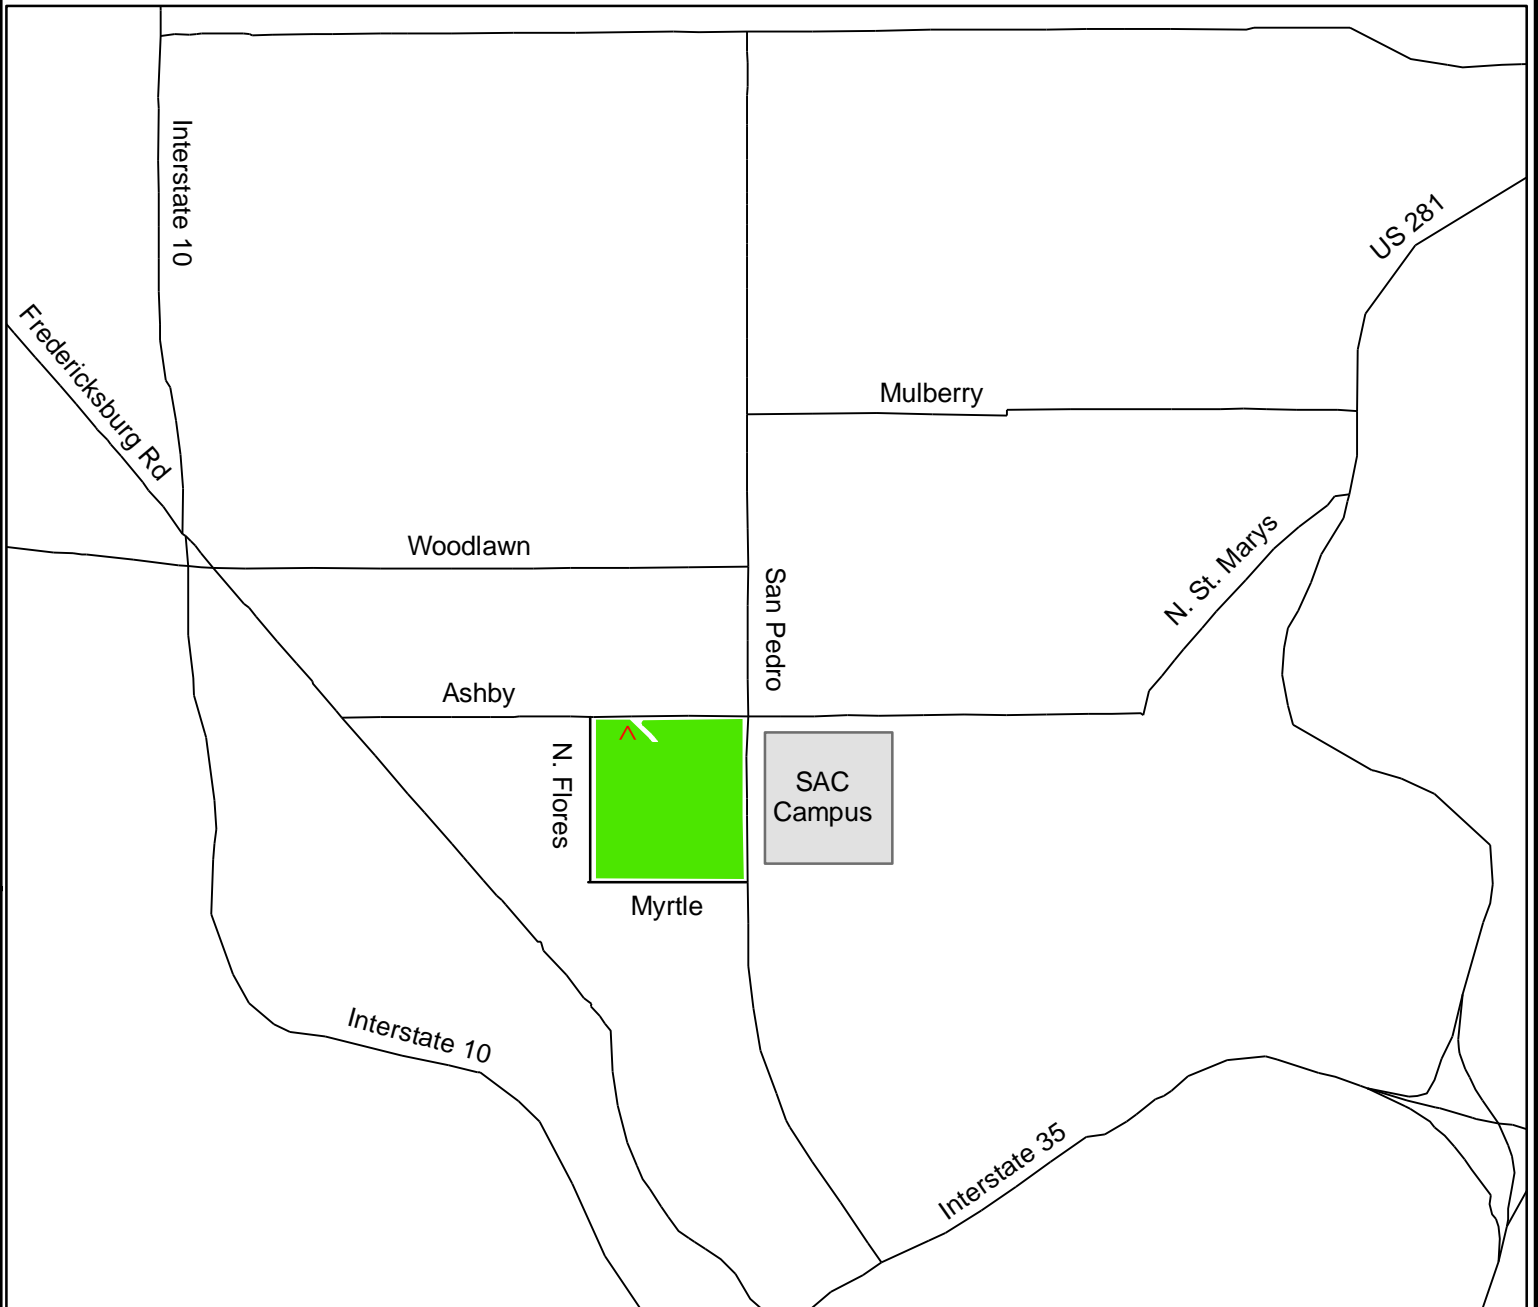 Interstate 10
US 281
Fredericksburg Rd
Mulberry
Woodlawn
N. St. Marys
San Pedro
Ashby
N. Flores
SAC
Campus
Myrtle
Interstate 10
Interstate 35